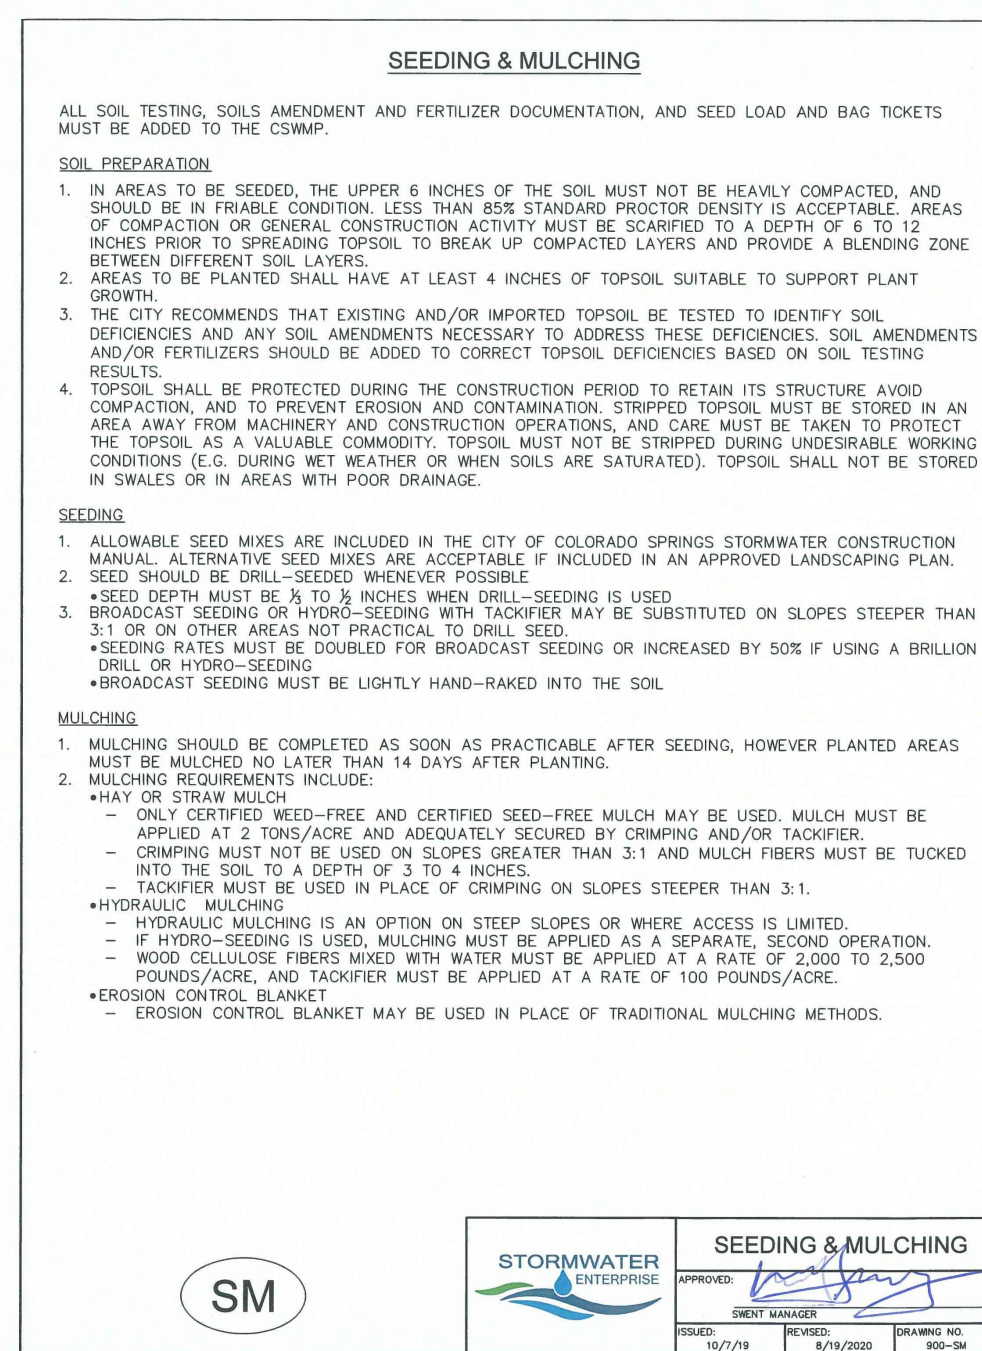 SEEDING & MULCHING
ALL SOIL TESTING, SOILS AMENDMENT AND FERTILIZER DOCUMENTATION, AND SEED LOAD AND BAG TICKETS
MUST BE ADDED TO THE CSWMP.
SOIL PREPARATION
1. IN AREAS TO BE SEEDED, THE UPPER 6 INCHES OF THE SOIL MUST NOT BE HEAVILY COMPACTED, AND
SHOULD BE IN FRIABLE CONDITION. LESS THAN 85% STANDARD PROCTOR DENSITY IS ACCEPTABLE. AREAS
OF COMPACTION OR GENERAL CONSTRUCTION ACTIVITY MUST BE SCARIFIED TO A DEPTH OF 6 TO 12
INCHES PRIOR TO SPREADING TOPSOIL TO BREAK UP COMPACTED LAYERS AND PROVIDE A BLENDING ZONE
BETWEEN DIFFERENT SOIL LAYERS.
2. AREAS TO BE PLANTED SHALL HAVE AT LEAST 4 INCHES OF TOPSOIL SUITABLE TO SUPPORT PLANT
GROWTH.
3. THE CITY RECOMMENDS THAT EXISTING AND/OR IMPORTED TOPSOIL BE TESTED TO IDENTIFY SOIL
DEFICIENCIES AND ANY SOIL AMENDMENTS NECESSARY TO ADDRESS THESE DEFICIENCIES. SOIL AMENDMENTS
AND/OR FERTILIZERS SHOULD BE ADDED TO CORRECT TOPSOIL DEFICIENCIES BASED ON SOIL TESTING
RESULTS.
4. TOPSOIL SHALL BE PROTECTED DURING THE CONSTRUCTION PERIOD TO RETAIN ITS STRUCTURE AVOID
COMPACTION, AND TO PREVENT EROSION AND CONTAMINATION. STRIPPED TOPSOIL MUST BE STORED IN AN
AREA AWAY FROM MACHINERY AND CONSTRUCTION OPERATIONS, AND CARE MUST BE TAKEN TO PROTECT
THE TOPSOIL AS A VALUABLE COMMODITY. TOPSOIL MUST NOT BE STRIPPED DURING UNDESIRABLE WORKING
CONDITIONS (E.G. DURING WET WEATHER OR WHEN SOILS ARE SATURATED). TOPSOIL SHALL NOT BE STORED
IN SWALES OR IN AREAS WITH POOR DRAINAGE.
SEEDING
1. ALLOWABLE SEED MIXES ARE INCLUDED IN THE CITY OF COLORADO SPRINGS STORMWATER CONSTRUCTION
MANUAL. ALTERNATIVE SEED MIXES ARE ACCEPTABLE IF INCLUDED IN AN APPROVED LANDSCAPING PLAN.
2. SEED SHOULD BE DRILL-SEEDED WHENEVER POSSIBLE
•SEED DEPTH MUST BE ⅓ TO ½ INCHES WHEN DRILL-SEEDING IS USED
3. BROADCAST SEEDING OR HYDRO-SEEDING WITH TACKIFIER MAY BE SUBSTITUTED ON SLOPES STEEPER THAN
3:1 OR ON OTHER AREAS NOT PRACTICAL TO DRILL SEED.
•SEEDING RATES MUST BE DOUBLED FOR BROADCAST SEEDING OR INCREASED BY 50% IF USING A BRILLION
DRILL OR HYDRO-SEEDING
•BROADCAST SEEDING MUST BE LIGHTLY HAND-RAKED INTO THE SOIL
MULCHING
1. MULCHING SHOULD BE COMPLETED AS SOON AS PRACTICABLE AFTER SEEDING, HOWEVER PLANTED AREAS
MUST BE MULCHED NO LATER THAN 14 DAYS AFTER PLANTING.
2. MULCHING REQUIREMENTS INCLUDE:
•HAY OR STRAW MULCH
– ONLY CERTIFIED WEED-FREE AND CERTIFIED SEED-FREE MULCH MAY BE USED. MULCH MUST BE
APPLIED AT 2 TONS/ACRE AND ADEQUATELY SECURED BY CRIMPING AND/OR TACKIFIER.
– CRIMPING MUST NOT BE USED ON SLOPES GREATER THAN 3:1 AND MULCH FIBERS MUST BE TUCKED
INTO THE SOIL TO A DEPTH OF 3 TO 4 INCHES.
– TACKIFIER MUST BE USED IN PLACE OF CRIMPING ON SLOPES STEEPER THAN 3:1.
•HYDRAULIC MULCHING
– HYDRAULIC MULCHING IS AN OPTION ON STEEP SLOPES OR WHERE ACCESS IS LIMITED.
– IF HYDRO-SEEDING IS USED, MULCHING MUST BE APPLIED AS A SEPARATE, SECOND OPERATION.
– WOOD CELLULOSE FIBERS MIXED WITH WATER MUST BE APPLIED AT A RATE OF 2,000 TO 2,500
POUNDS/ACRE, AND TACKIFIER MUST BE APPLIED AT A RATE OF 100 POUNDS/ACRE.
•EROSION CONTROL BLANKET
– EROSION CONTROL BLANKET MAY BE USED IN PLACE OF TRADITIONAL MULCHING METHODS.
SM
STORMWATER
ENTERPRISE
SEEDING & MULCHING
APPROVED:
SWENT MANAGER
ISSUED: REVISED: DRAWING NO.
10/7/19 8/19/2020 900-SM